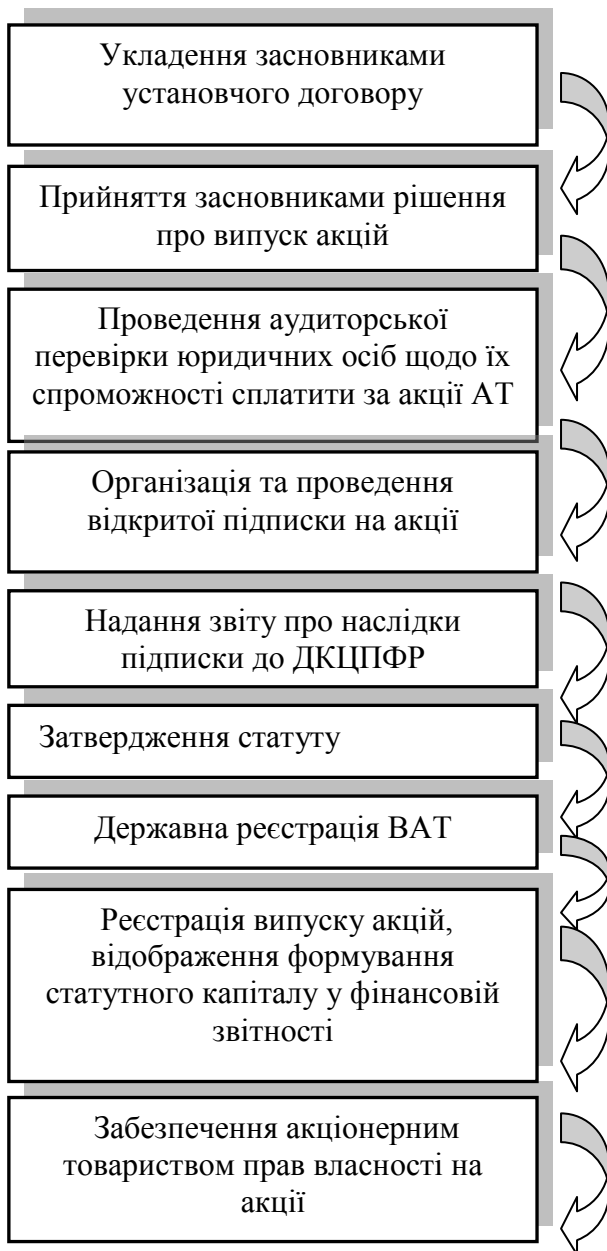 Укладення засновниками
установчого договору
Прийняття засновниками рішення
про випуск акцій
Проведення аудиторської
перевірки юридичних осіб щодо їх
спроможності сплатити за акції АТ
Організація та проведення
відкритої підписки на акції
Надання звіту про наслідки
підписки до ДКЦПФР
Затвердження статуту
Державна реєстрація ВАТ
Реєстрація випуску акцій,
відображення формування
статутного капіталу у фінансовій
звітності
Забезпечення акціонерним
товариством прав власності на
акції